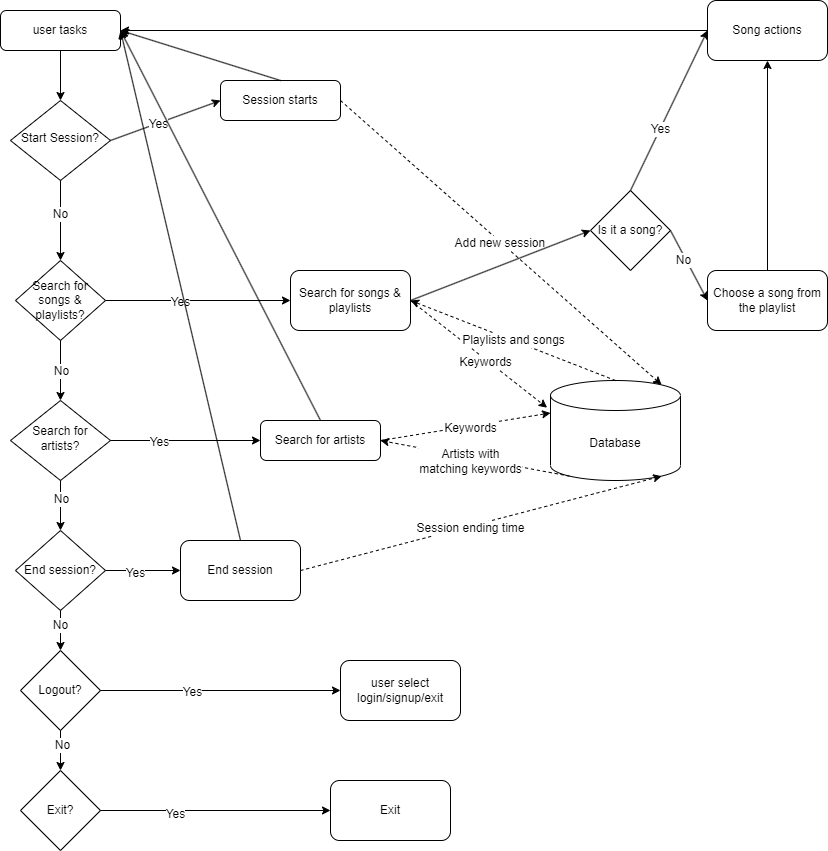 user tasks
Song actions
Session starts
Start Session?
Yes
Yes
No
Is it a song?
Add new session
No
Search for
songs &
playlists?
Yes
Search for songs &
playlists
Choose a song from
the playlist
Playlists and songs
Keywords
No
Search for
artists?
Yes
Search for artists
Keywords
Artists with
matching keywords
Database
No
Session ending time
End session?
Yes
End session
No
Logout?
Yes
user select
login/signup/exit
No
Exit?
Yes
Exit